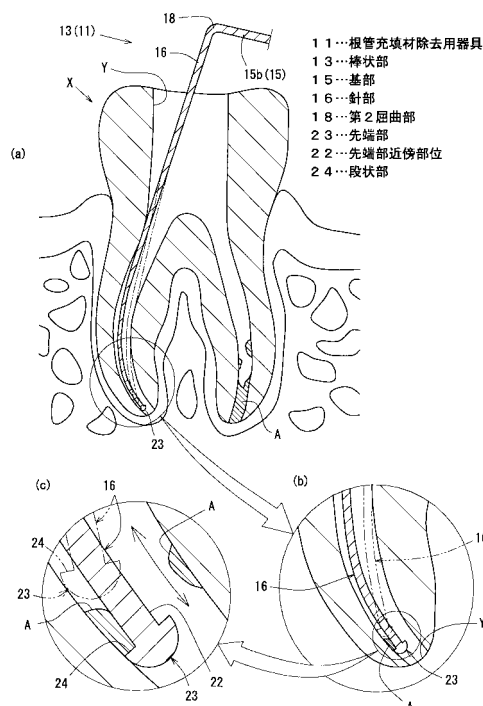 18
13(11)
16
15b(15)
X
Y
(a)
11…根管充填材除去用器具
13…棒状部
15…基部
16…針部
18…第2屈曲部
23…先端部
22…先端部近傍部位
24…段状部
A
23
(c)
16
A
24
23
A
24
22
23
(b)
16
16
Y
23
A